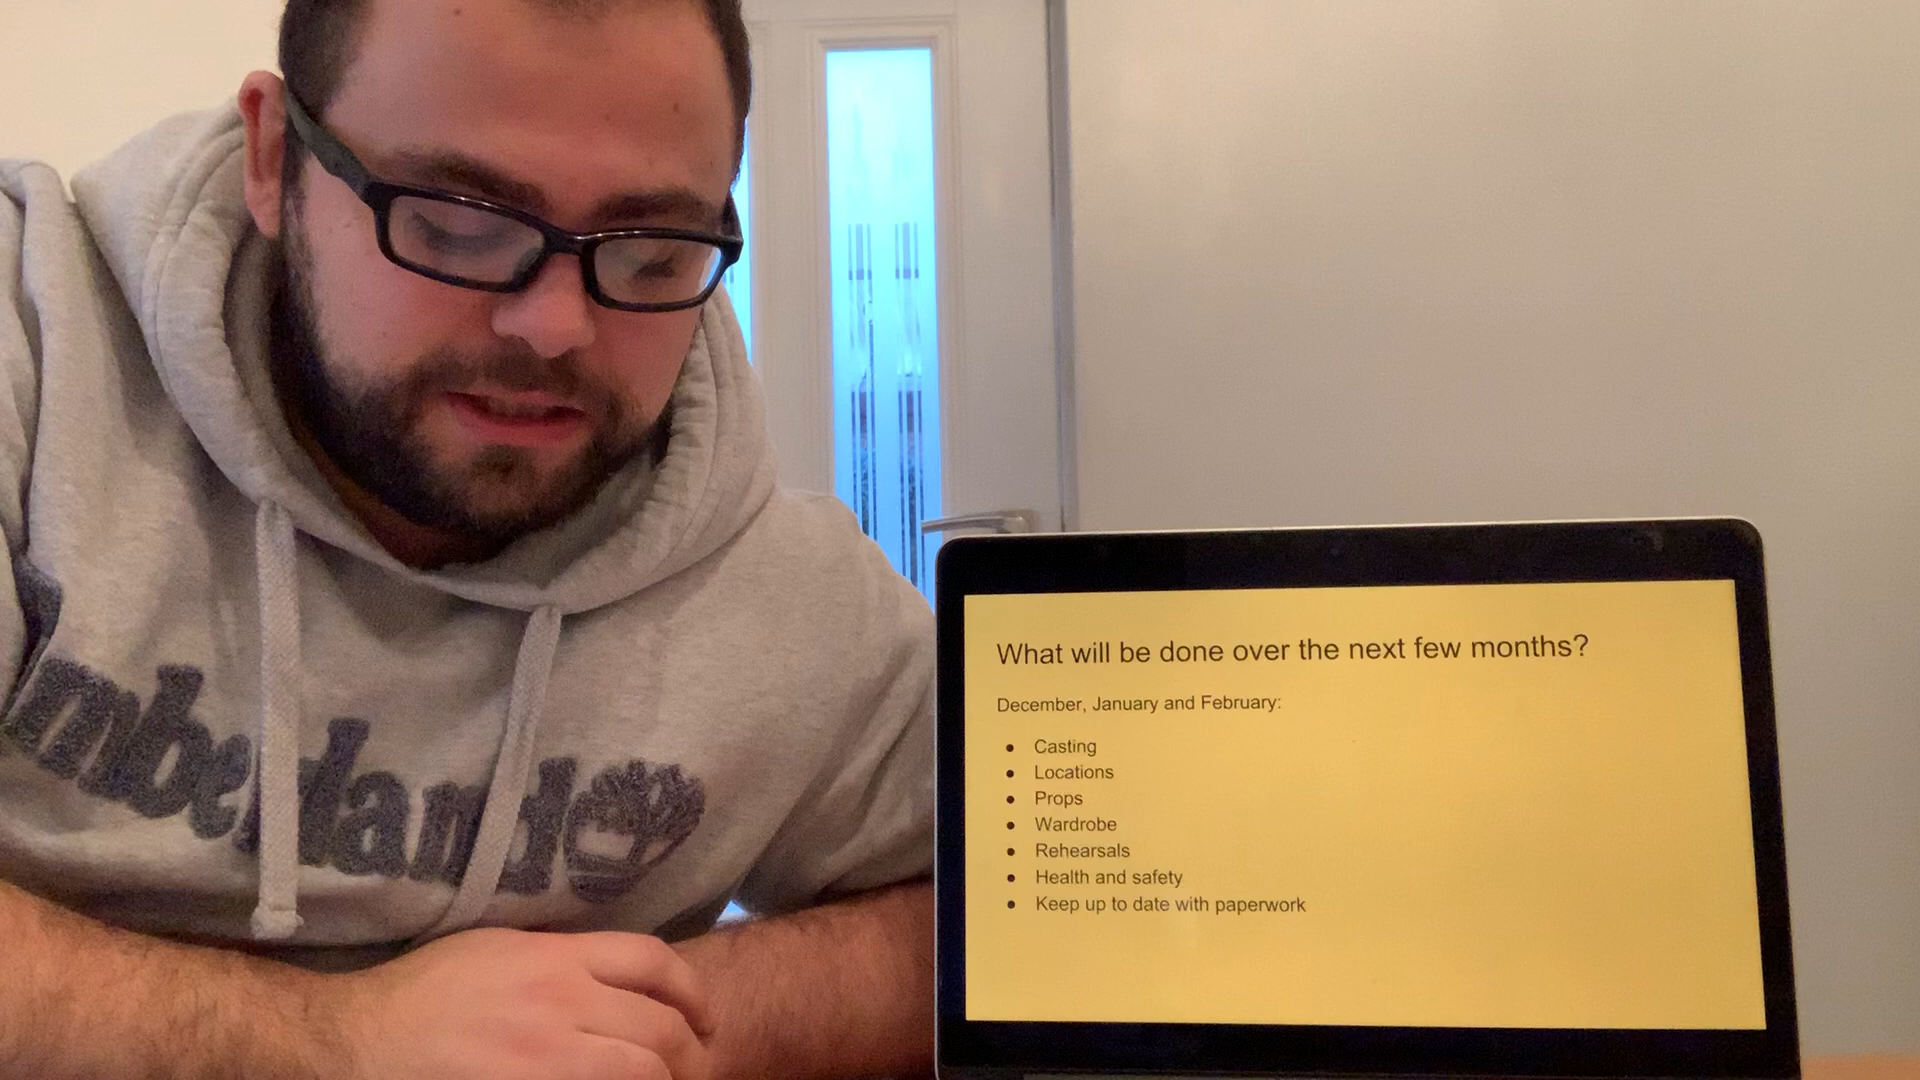 mberland
What will be done over the next few months?
December, January and February:
● Casting
● Locations
● Props
● Wardrobe
● Rehearsals
● Health and safety
● Keep up to date with paperwork